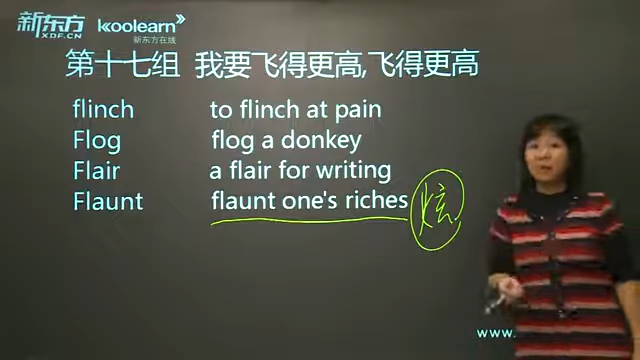 新东方 koolearn
XDF.CN 新东方在线
第十七组 我要飞得更高,飞得更高
flinch to flinch at pain
Flog flog a donkey
Flair a flair for writing
Flaunt flaunt one's riches 炫
www.